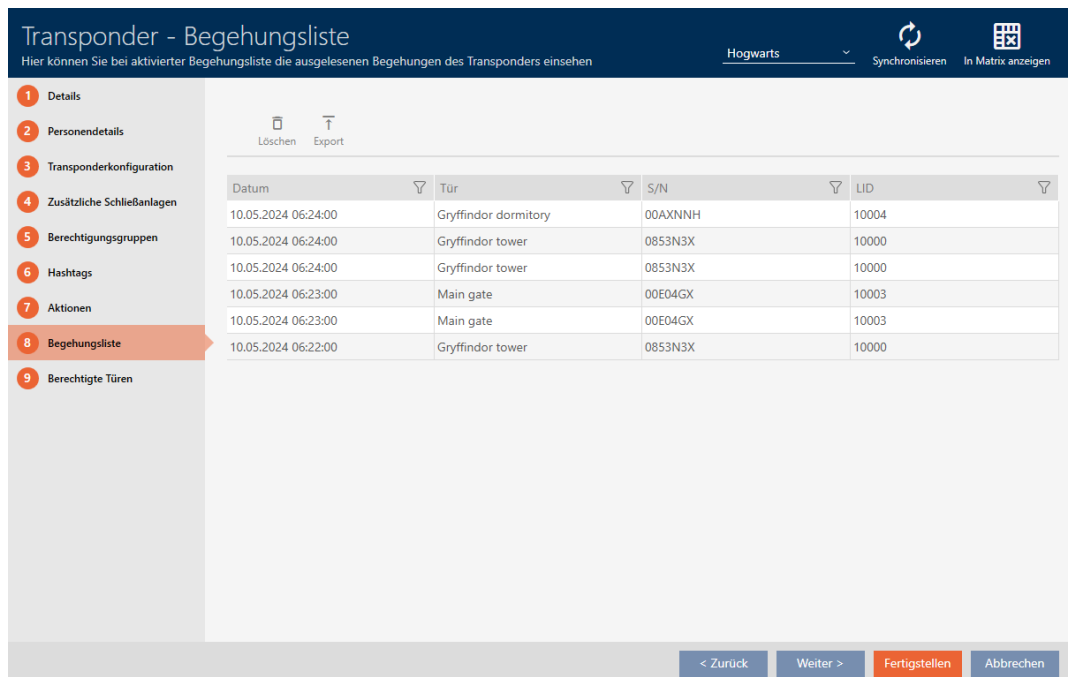 Transponder - Begehungsliste
Hier können Sie bei aktivierter Begehungsliste die ausgelesenen Begehungen des Transponders einsehen
Hogwarts
Synchronisieren
In Matrix anzeigen
1 Details
2 Personendetails
3 Transponderkonfiguration
4 Zusätzliche Schließanlagen
5 Berechtigungsgruppen
6 Hashtags
7 Aktionen
8 Begehungsliste
9 Berechtigte Türen
Löschen Export
Datum Tür S/N LID
10.05.2024 06:24:00 Gryffindor dormitory 00AXNNH 10004
10.05.2024 06:24:00 Gryffindor tower 0853N3X 10000
10.05.2024 06:24:00 Gryffindor tower 0853N3X 10000
10.05.2024 06:23:00 Main gate 00E04GX 10003
10.05.2024 06:23:00 Main gate 00E04GX 10003
10.05.2024 06:22:00 Gryffindor tower 0853N3X 10000
< Zurück Weiter > Fertigstellen Abbrechen